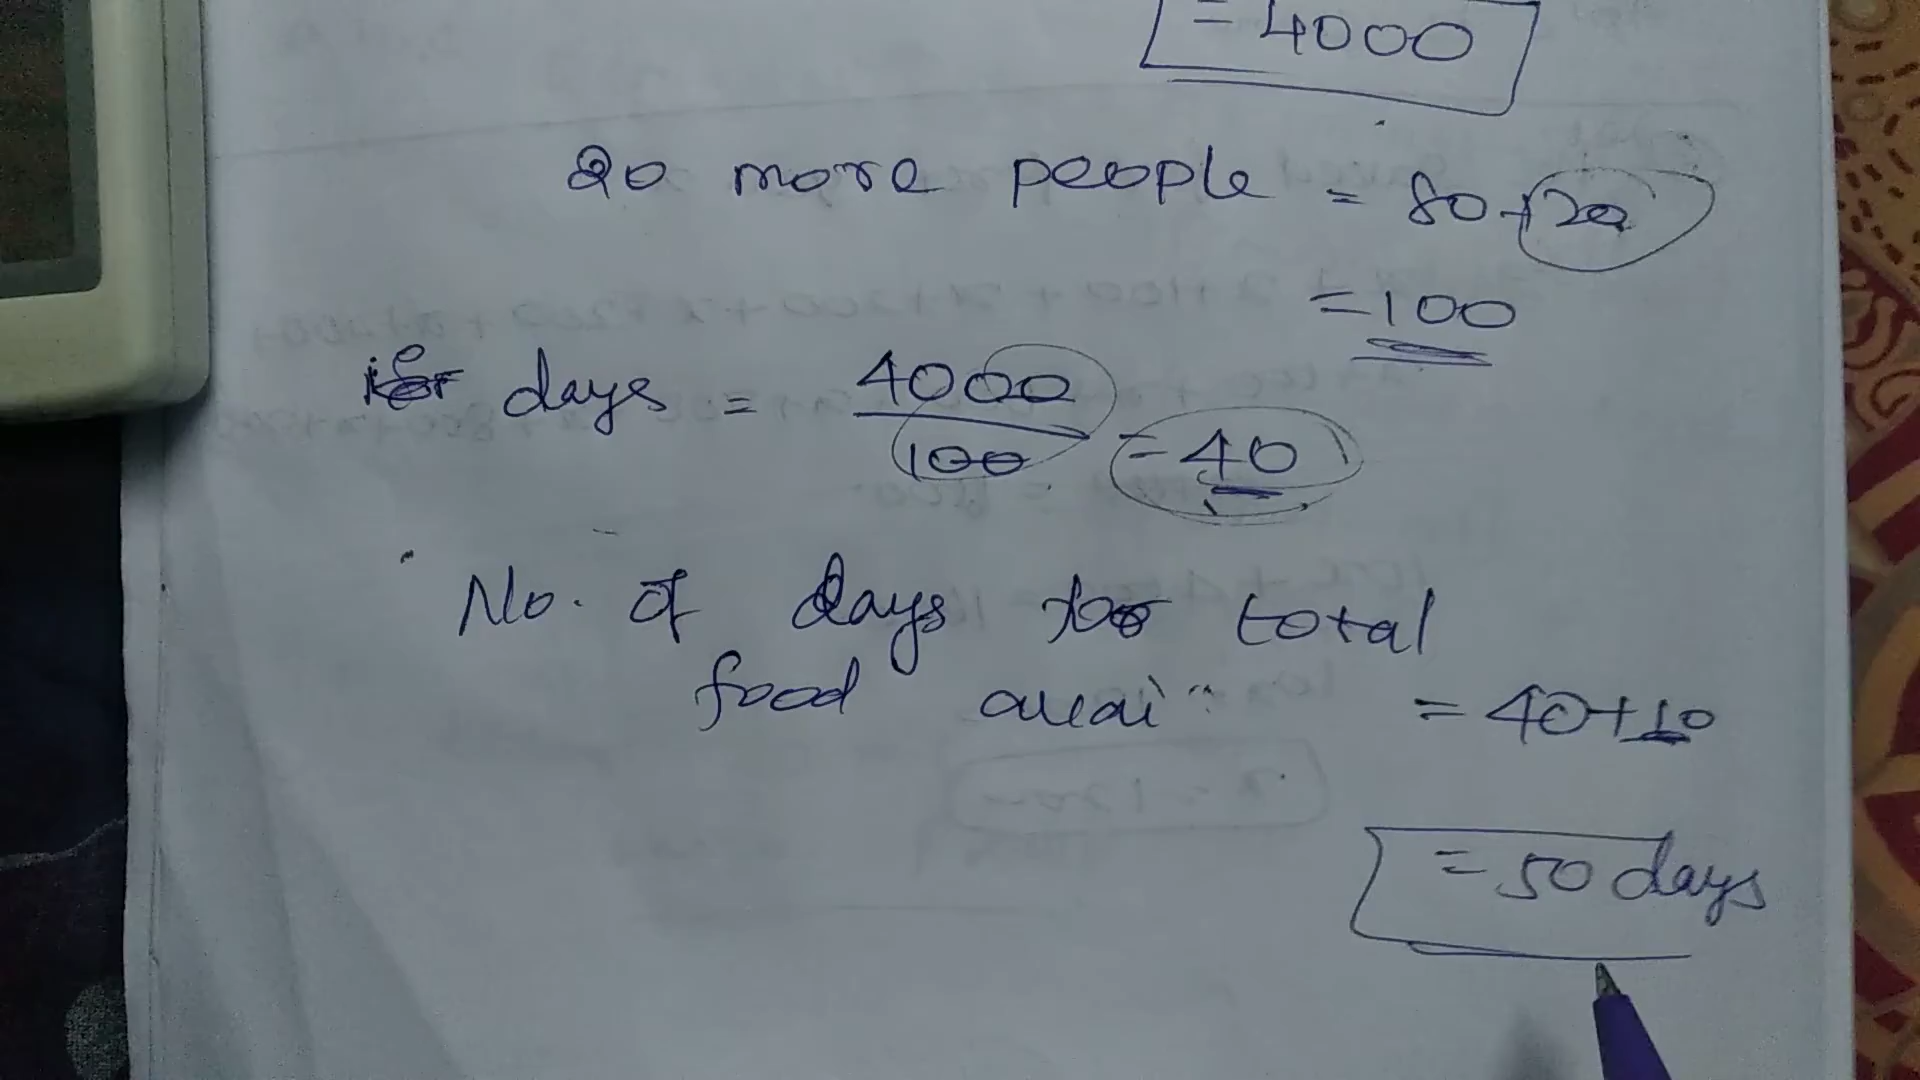 = 4000
20 more people = 80+20
= 100
days = 4000/100 = 40
No. of days total
food avai = 40+10
= 50 days